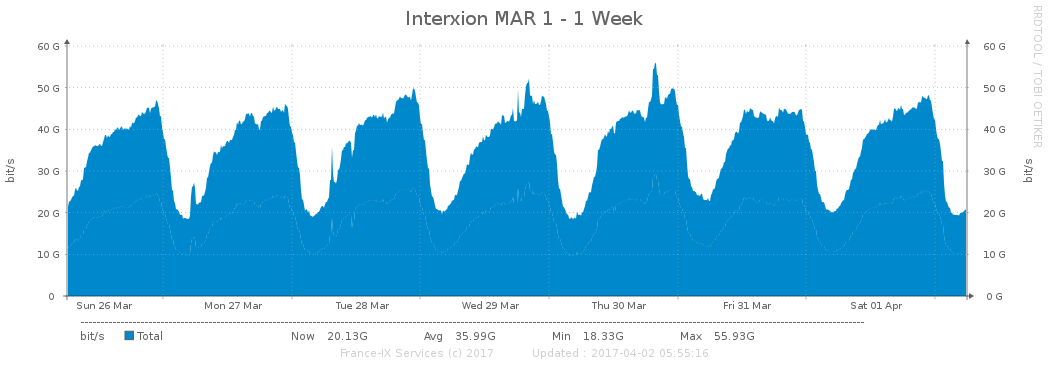 Interxion MAR 1 - 1 Week
RRDTOOL / TOBI OETIKER
60 G 60 G
50 G 50 G
40 G 40 G
30 G 30 G
20 G 20 G
10 G 10 G
0 0 G
bit/s bit/s
Sun 26 Mar Mon 27 Mar Tue 28 Mar Wed 29 Mar Thu 30 Mar Fri 31 Mar Sat 01 Apr
bit/s Total Now 20.13G Avg 35.99G Min 18.33G Max 55.93G
France-IX Services (c) 2017 Updated : 2017-04-02 05:55:16